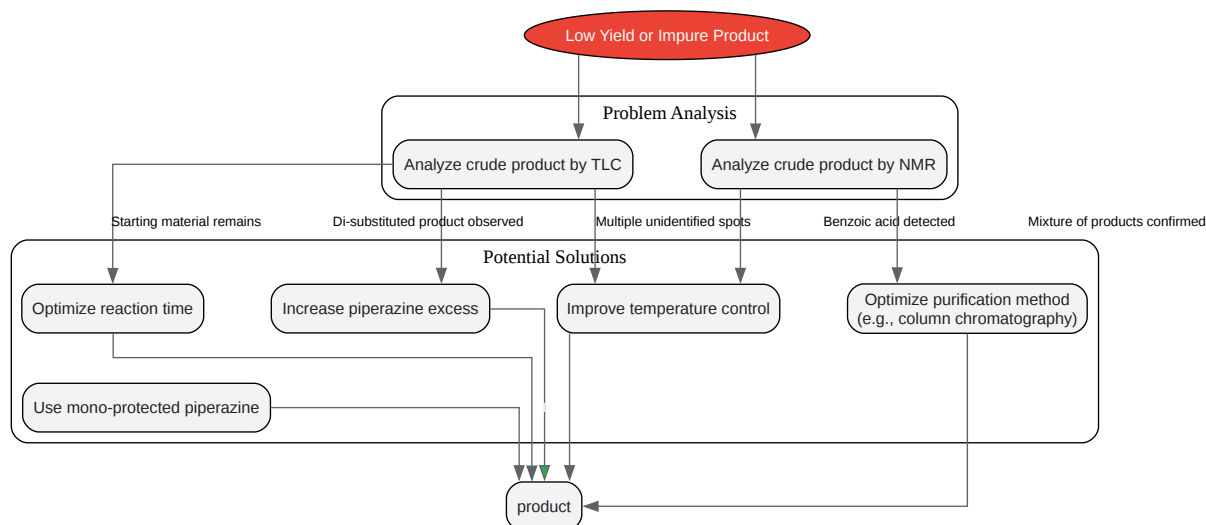 Low Yield or Impure Product
Problem Analysis
Analyze crude product by TLC
Analyze crude product by NMR
Starting material remains
Di-substituted product observed
Multiple unidentified spots
Benzoic acid detected
Mixture of products confirmed
Potential Solutions
Optimize reaction time
Increase piperazine excess
Improve temperature control
Optimize purification method
(e.g., column chromatography)
Use mono-protected piperazine
product